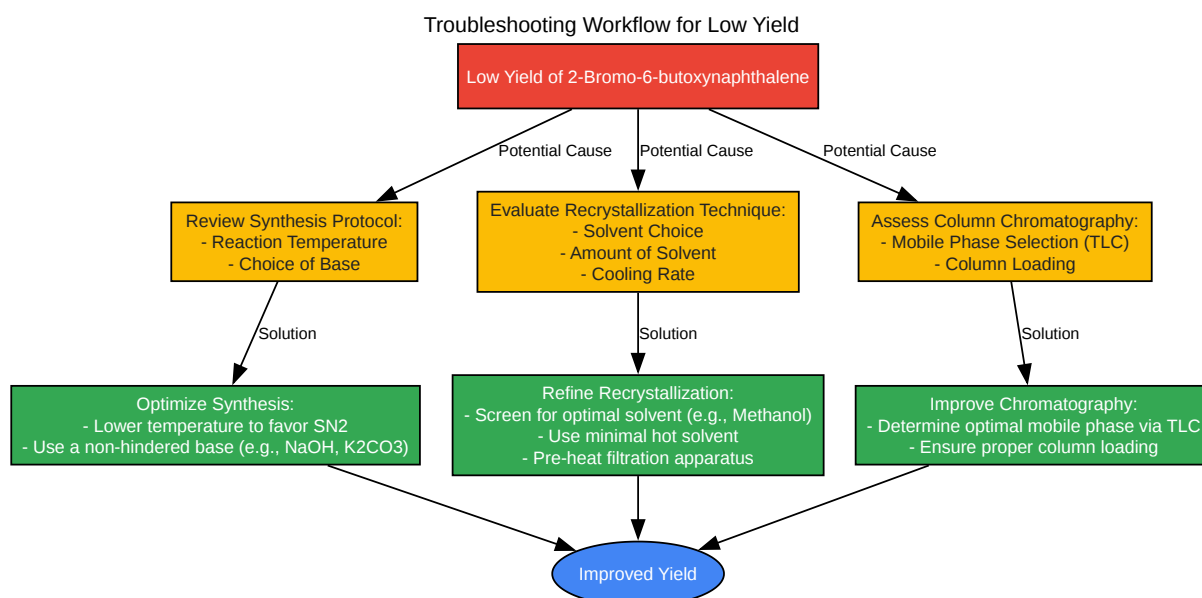 Troubleshooting Workflow for Low Yield
Low Yield of 2-Bromo-6-butoxynaphthalene
Potential Cause
Potential Cause
Potential Cause
Review Synthesis Protocol:
- Reaction Temperature
- Choice of Base
Evaluate Recrystallization Technique:
- Solvent Choice
- Amount of Solvent
- Cooling Rate
Assess Column Chromatography:
- Mobile Phase Selection (TLC)
- Column Loading
Solution
Solution
Solution
Optimize Synthesis:
- Lower temperature to favor SN2
- Use a non-hindered base (e.g., NaOH, K2CO3)
Refine Recrystallization:
- Screen for optimal solvent (e.g., Methanol)
- Use minimal hot solvent
- Pre-heat filtration apparatus
Improve Chromatography:
- Determine optimal mobile phase via TLC
- Ensure proper column loading
Improved Yield